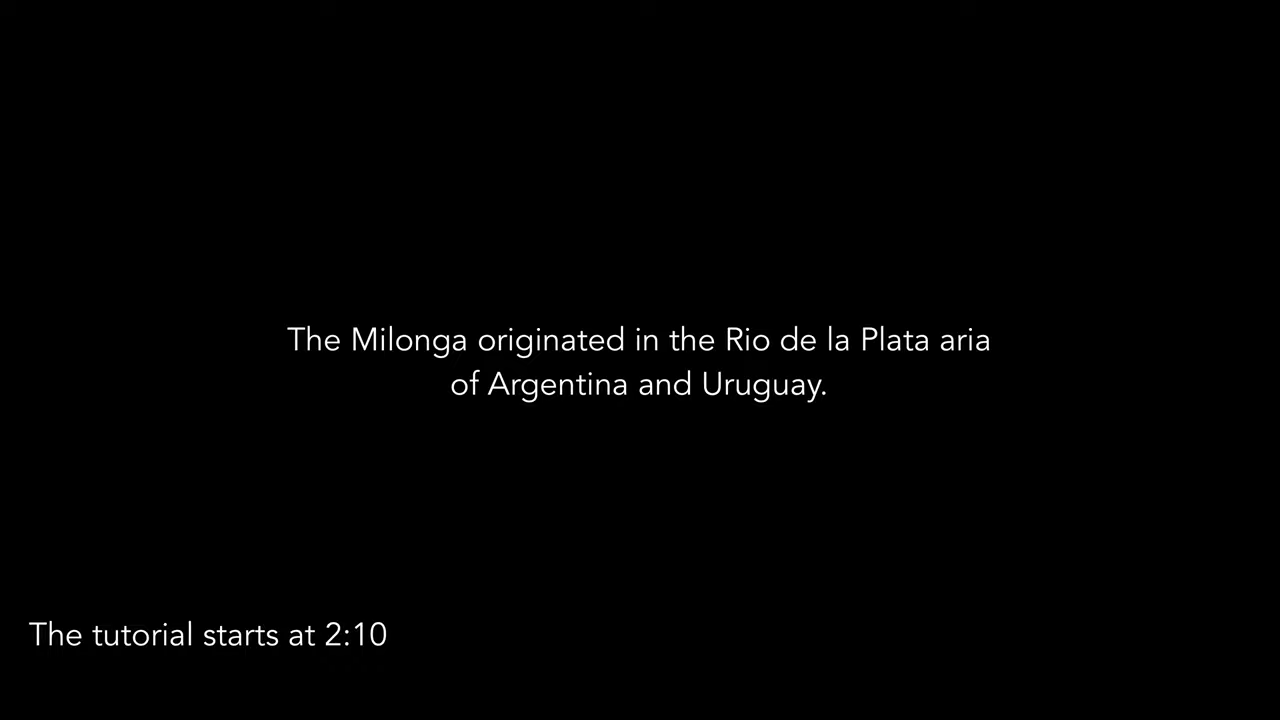 The Milonga originated in the Rio de la Plata aria
of Argentina and Uruguay.
The tutorial starts at 2:10